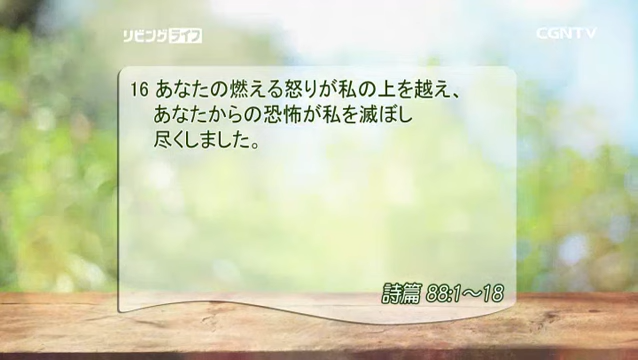 リビングライフ
CGNTV
16 あなたの燃える怒りが私の上を越え、
あなたからの恐怖が私を滅ぼし
尽くしました。
詩篇 88:1～18